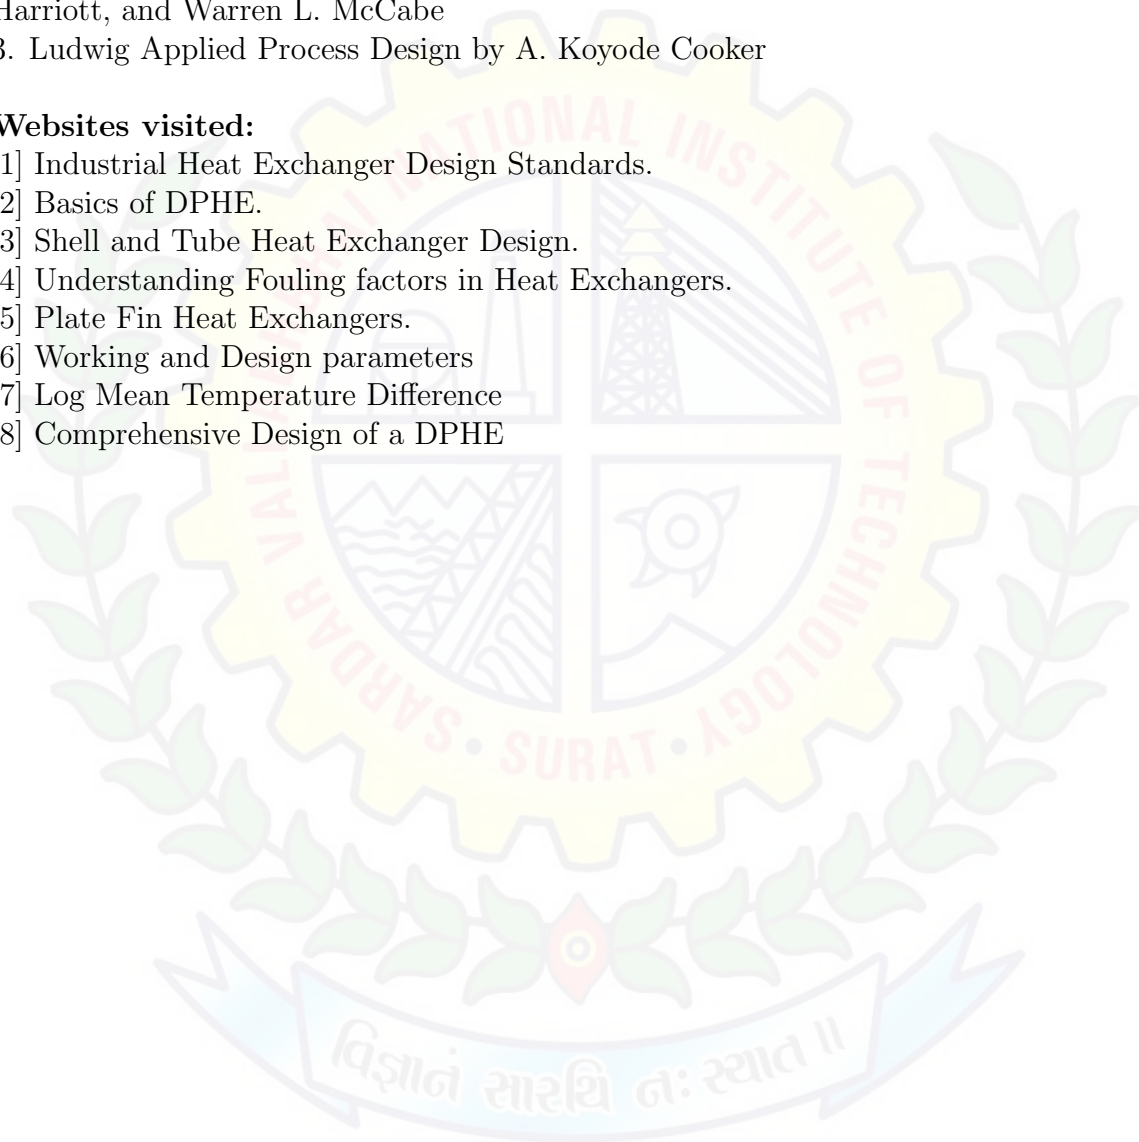 Harriott, and Warren L. McCabe
3. Ludwig Applied Process Design by A. Koyode Cooker
Websites visited:
1] Industrial Heat Exchanger Design Standards.
2] Basics of DPHE.
3] Shell and Tube Heat Exchanger Design.
4] Understanding Fouling factors in Heat Exchangers.
5] Plate Fin Heat Exchangers.
6] Working and Design parameters
7] Log Mean Temperature Difference
8] Comprehensive Design of a DPHE
SARDAR VALLABHBHAI NATIONAL INSTITUTE OF TECHNOLOGY
• SURAT •
વિજ્ઞાનં સારથિ નઃ સ્યાત ॥